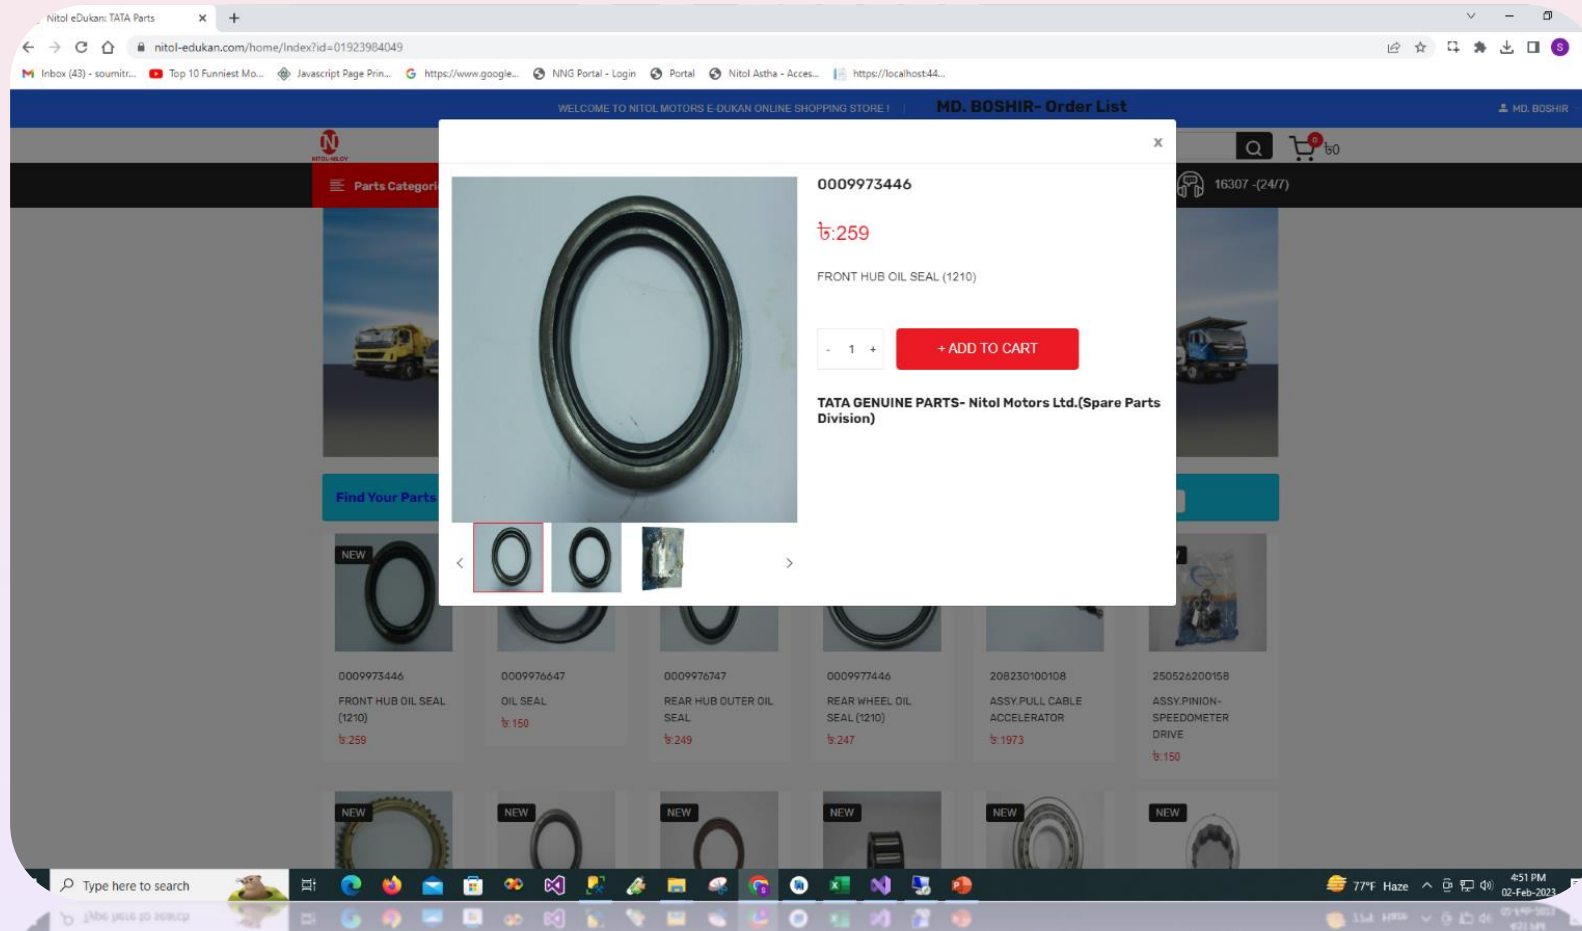 Nitol eDukan: TATA Parts
nitol-edukan.com/home/Index?id=01923984049
S
Inbox (43) - soumitr... Top 10 Funniest Mo... Javascript Page Prin... https://www.google... NNG Portal - Login Portal Nitol Astha - Acces... https://localhost:44...
WELCOME TO NITOL MOTORS E-DUKAN ONLINE SHOPPING STORE ! | MD. BOSHIR- Order List
MD. BOSHIR
N
NITOL-NILOY
x
0
৳0
Parts Categori
16307 -(24/7)
0009973446
৳:259
FRONT HUB OIL SEAL (1210)
- 1 +
+ ADD TO CART
TATA GENUINE PARTS- Nitol Motors Ltd.(Spare Parts
Division)
Find Your Parts
NEW
0009973446
FRONT HUB OIL SEAL
(1210)
৳:259
0009976647
OIL SEAL
৳:150
0009976747
REAR HUB OUTER OIL
SEAL
৳:249
0009977446
REAR WHEEL OIL
SEAL (1210)
৳:247
208230100108
ASSY.PULL CABLE
ACCELERATOR
৳:1973
250526200158
ASSY.PINION-
SPEEDOMETER
DRIVE
৳:150
NEW NEW NEW NEW NEW NEW
Type here to search
77°F Haze
4:51 PM
02-Feb-2023